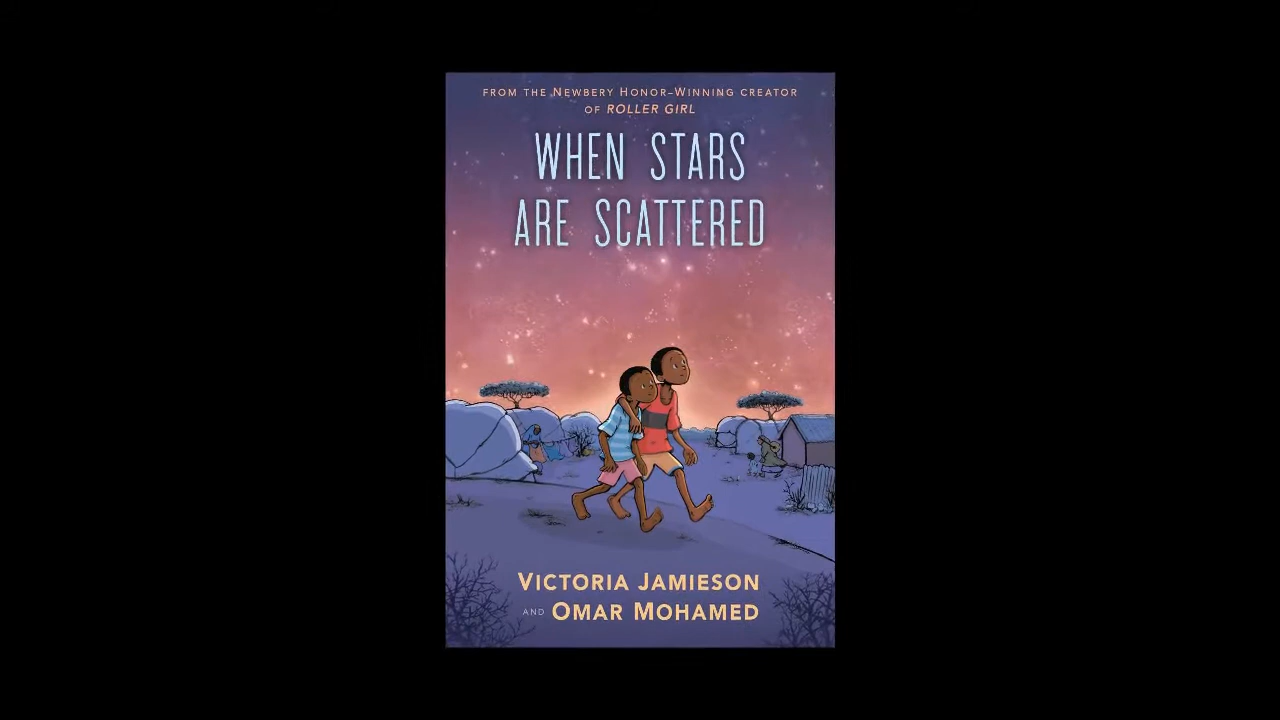 FROM THE NEWBERY HONOR–WINNING CREATOR
OF ROLLER GIRL
WHEN STARS
ARE SCATTERED
VICTORIA JAMIESON
AND OMAR MOHAMED